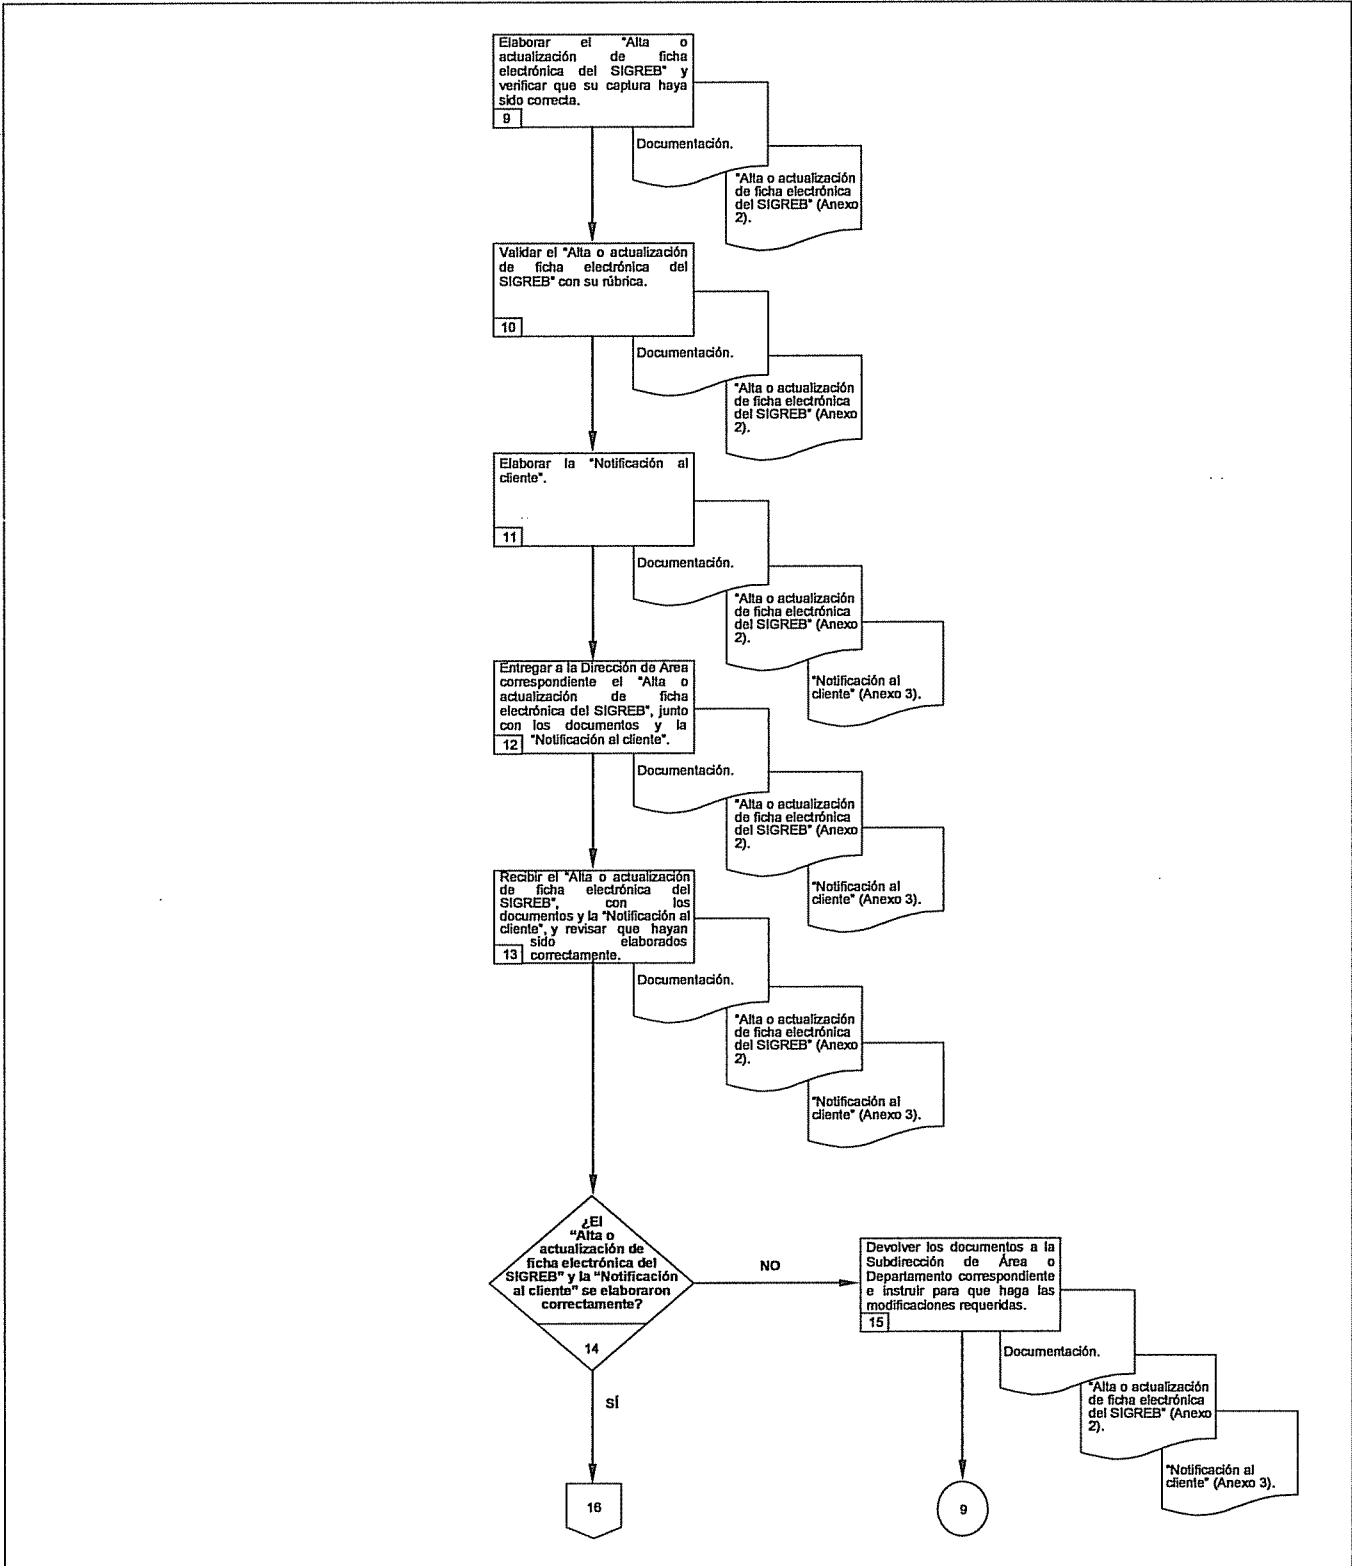 Elaborar el "Alta o
actualización de ficha
electrónica del SIGREB" y
verificar que su captura haya
sido correcta.
9
Documentación.
"Alta o actualización
de ficha electrónica
del SIGREB" (Anexo
2).
Validar el "Alta o actualización
de ficha electrónica del
SIGREB" con su rúbrica.
10
Documentación.
"Alta o actualización
de ficha electrónica
del SIGREB" (Anexo
2).
Elaborar la "Notificación al
cliente".
11
Documentación.
"Alta o actualización
de ficha electrónica
del SIGREB" (Anexo
2).
"Notificación al
cliente" (Anexo 3).
Entregar a la Dirección de Área
correspondiente el "Alta o
actualización de ficha
electrónica del SIGREB", junto
con los documentos y la
"Notificación al cliente".
12
Documentación.
"Alta o actualización
de ficha electrónica
del SIGREB" (Anexo
2).
"Notificación al
cliente" (Anexo 3).
Recibir el "Alta o actualización
de ficha electrónica del
SIGREB", con los
documentos y la "Notificación al
cliente", y revisar que hayan
sido elaborados
correctamente.
13
Documentación.
"Alta o actualización
de ficha electrónica
del SIGREB" (Anexo
2).
"Notificación al
cliente" (Anexo 3).
¿El
"Alta o
actualización de
ficha electrónica del
SIGREB" y la "Notificación
al cliente" se elaboraron
correctamente?
14
NO
Devolver los documentos a la
Subdirección de Área o
Departamento correspondiente
e instruir para que haga las
modificaciones requeridas.
15
Documentación.
"Alta o actualización
de ficha electrónica
del SIGREB" (Anexo
2).
"Notificación al
cliente" (Anexo 3).
SÍ
16
9